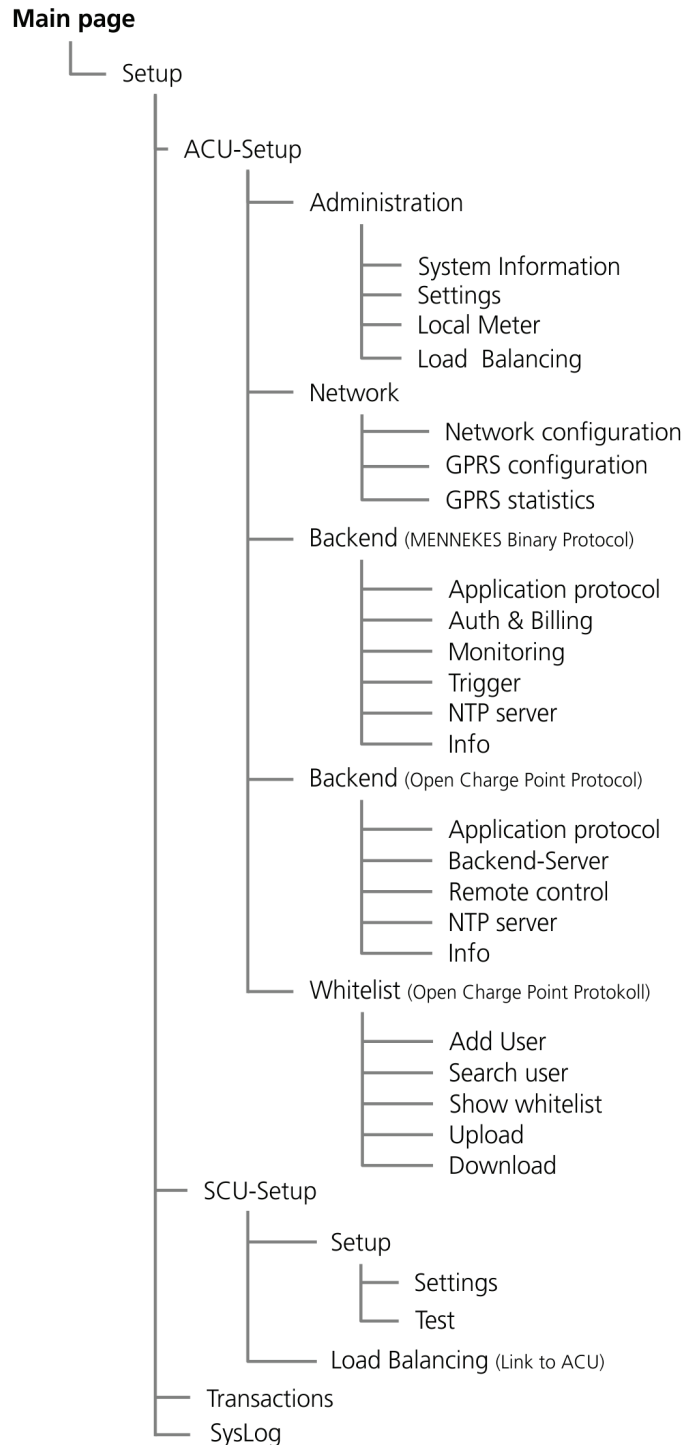 Main page
Setup
ACU-Setup
Administration
System Information
Settings
Local Meter
Load Balancing
Network
Network configuration
GPRS configuration
GPRS statistics
Backend (MENNEKES Binary Protocol)
Application protocol
Auth & Billing
Monitoring
Trigger
NTP server
Info
Backend (Open Charge Point Protocol)
Application protocol
Backend-Server
Remote control
NTP server
Info
Whitelist (Open Charge Point Protokoll)
Add User
Search user
Show whitelist
Upload
Download
SCU-Setup
Setup
Settings
Test
Load Balancing (Link to ACU)
Transactions
SysLog